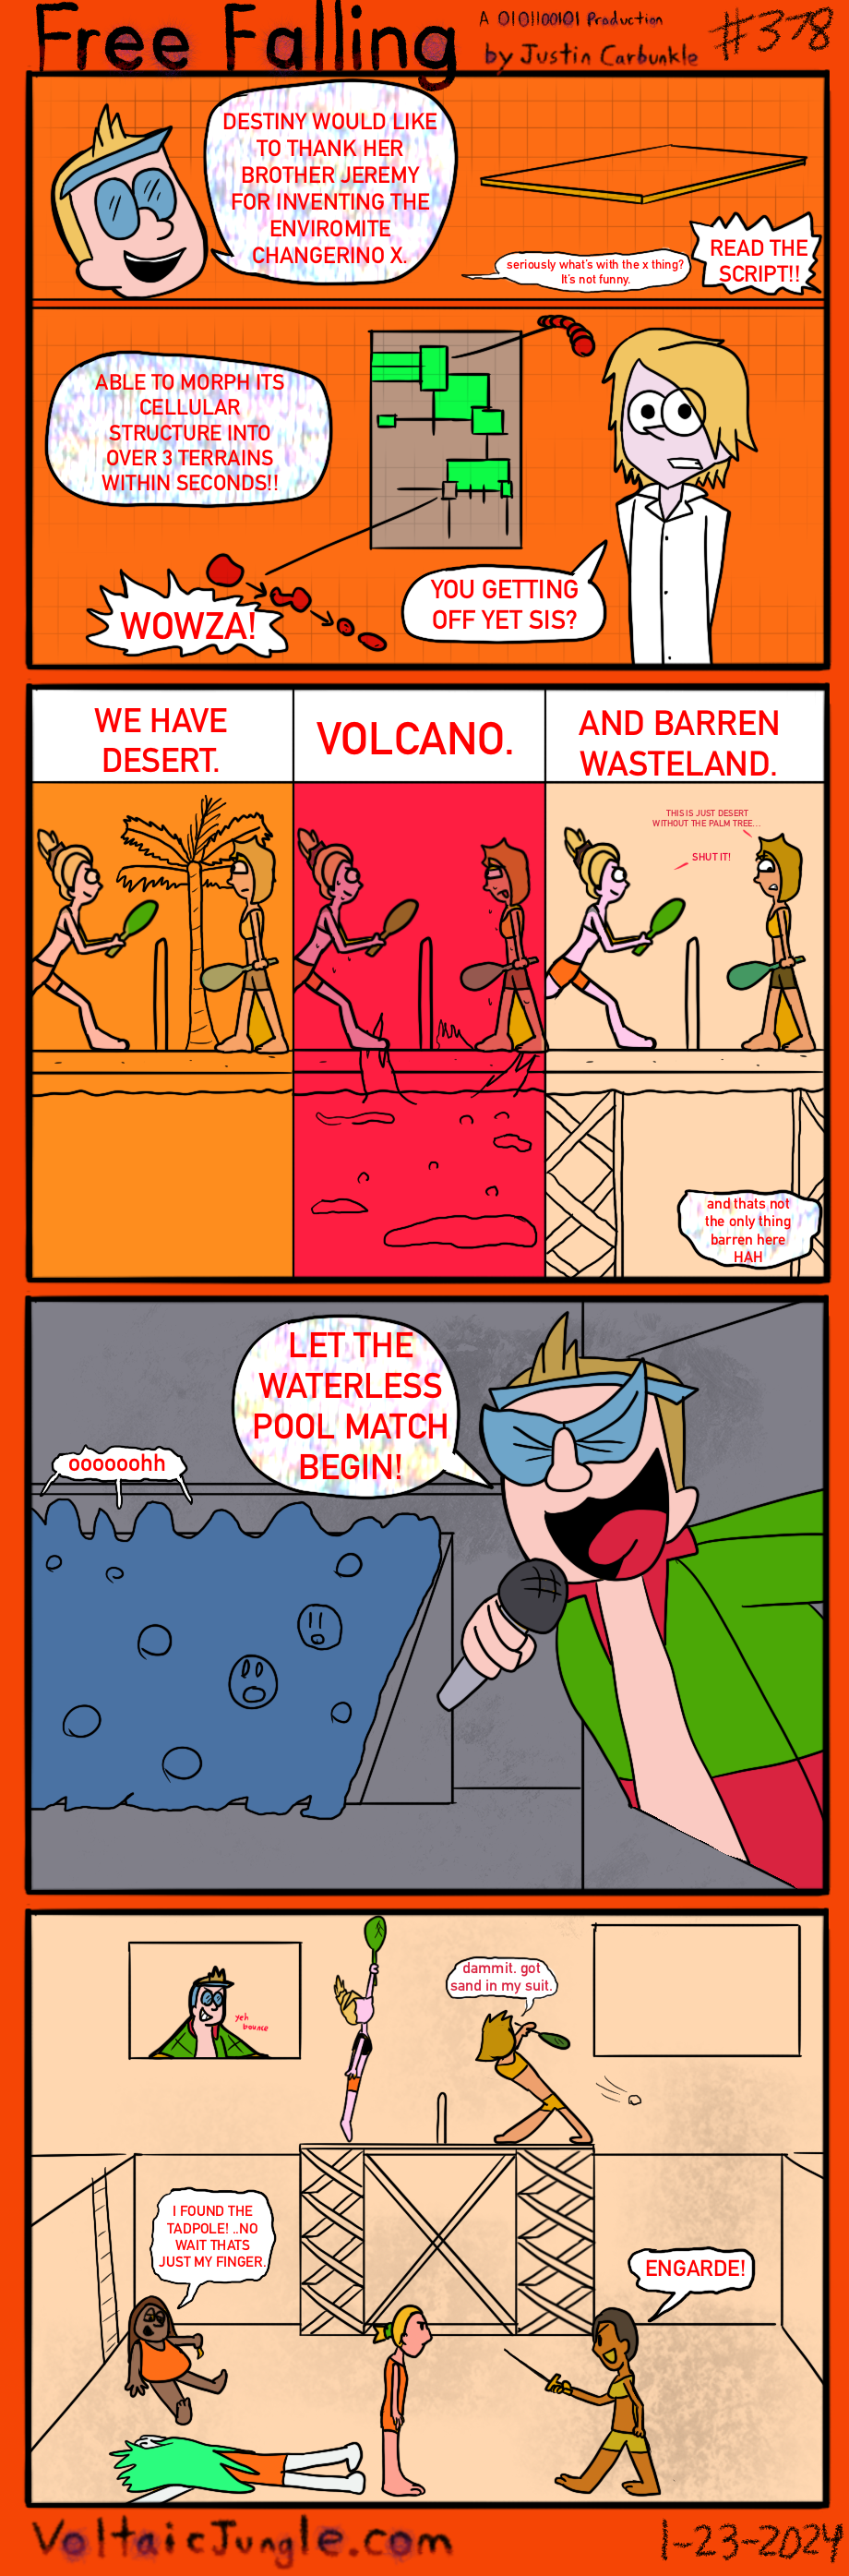 Free Falling
A 0101100101 Production
by Justin Carbunkle
#378
DESTINY WOULD LIKE
TO THANK HER
BROTHER JEREMY
FOR INVENTING THE
ENVIROMITE
CHANGERINO X.
seriously what's with the x thing?
It's not funny.
READ THE
SCRIPT!!
ABLE TO MORPH ITS
CELLULAR
STRUCTURE INTO
OVER 3 TERRAINS
WITHIN SECONDS!!
WOWZA!
YOU GETTING
OFF YET SIS?
WE HAVE
DESERT.
VOLCANO.
AND BARREN
WASTELAND.
THIS IS JUST DESERT
WITHOUT THE PALM TREE...
SHUT IT!
and thats not
the only thing
barren here
HAH
LET THE
WATERLESS
POOL MATCH
BEGIN!
oooooohh
yeh
bounce
dammit. got
sand in my suit.
I FOUND THE
TADPOLE! ..NO
WAIT THATS
JUST MY FINGER.
ENGARDE!
VoltaicJungle.com
1-23-2024